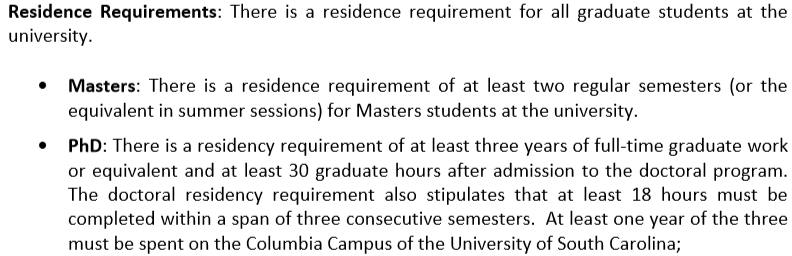 Residence Requirements: There is a residence requirement for all graduate students at the
university.
• Masters: There is a residence requirement of at least two regular semesters (or the
equivalent in summer sessions) for Masters students at the university.
• PhD: There is a residency requirement of at least three years of full-time graduate work
or equivalent and at least 30 graduate hours after admission to the doctoral program.
The doctoral residency requirement also stipulates that at least 18 hours must be
completed within a span of three consecutive semesters. At least one year of the three
must be spent on the Columbia Campus of the University of South Carolina;